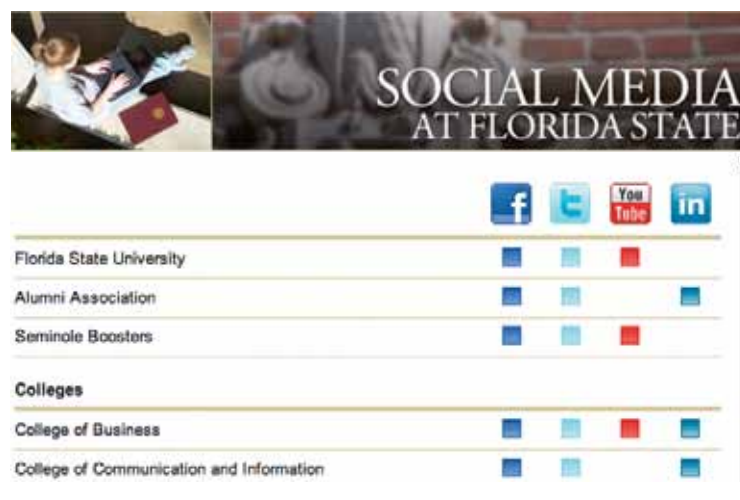 SOCIAL MEDIA
AT FLORIDA STATE
f t You Tube in
Florida State University
Alumni Association
Seminole Boosters
Colleges
College of Business
College of Communication and Information